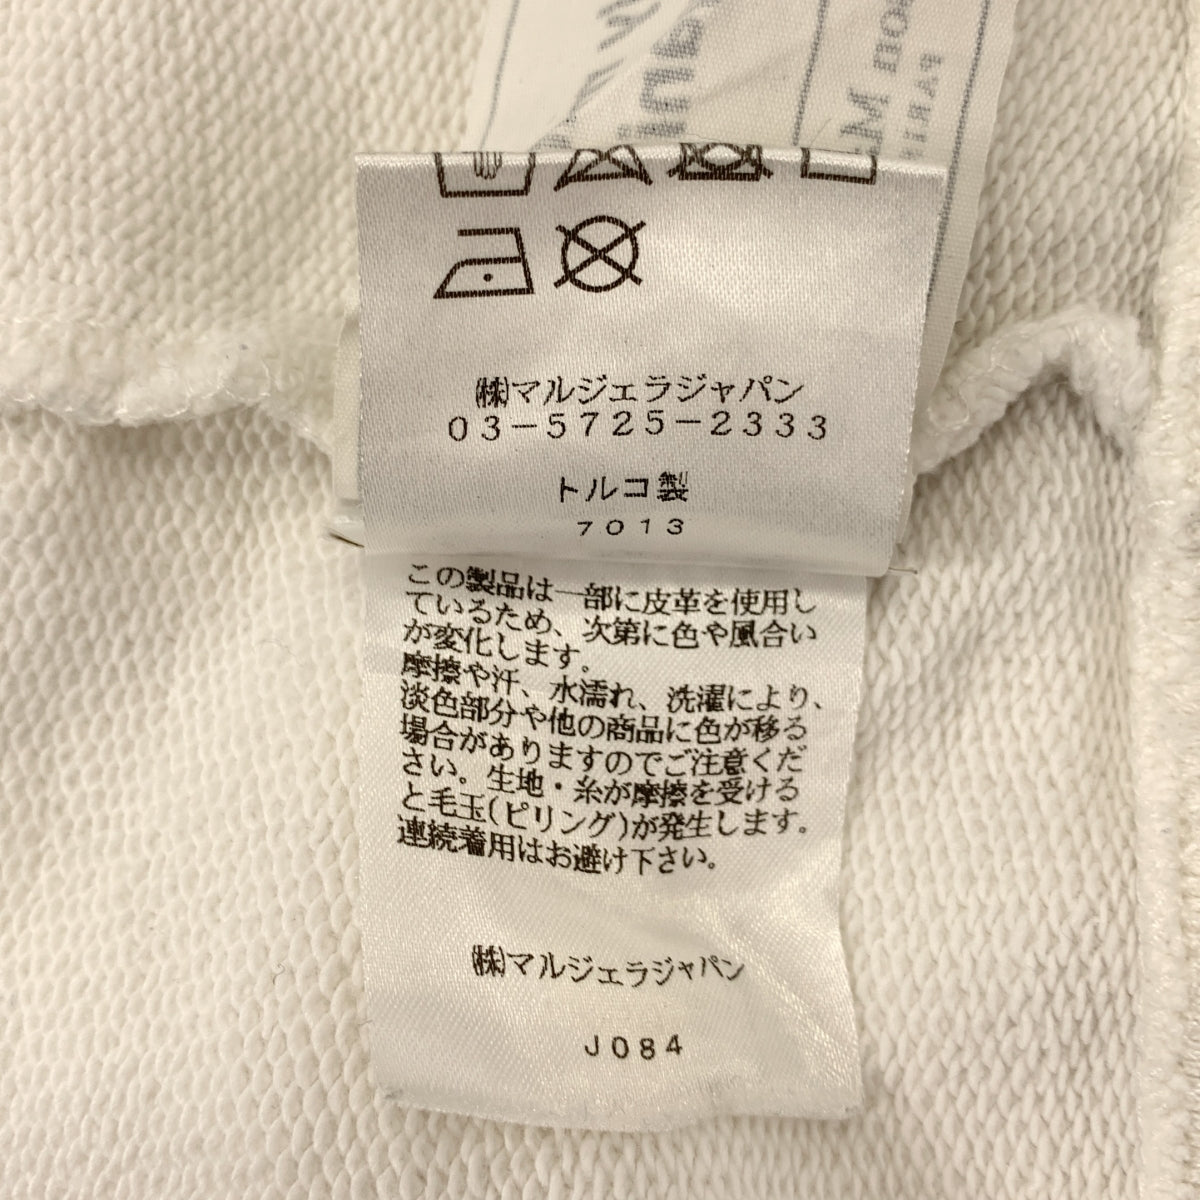 ㈱マルジェラジャパン
03-5725-2333
トルコ製
7013
この製品は一部に皮革を使用し
ているため、次第に色や風合い
が変化します。
摩擦や汗、水濡れ、洗濯により、
淡色部分や他の商品に色が移る
場合がありますのでご注意くだ
さい。生地・糸が摩擦を受ける
と毛玉(ピリング)が発生します。
連続着用はお避け下さい。
㈱マルジェラジャパン
J084